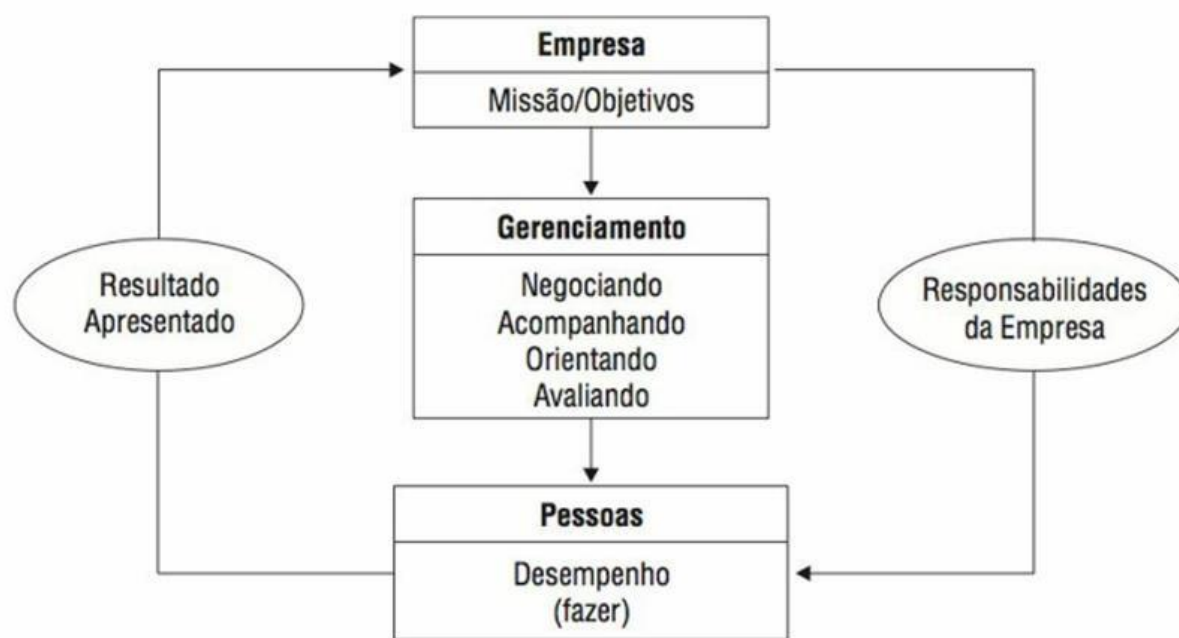 Empresa
Missão/Objetivos
Gerenciamento
Negociando
Acompanhando
Orientando
Avaliando
Resultado
Apresentado
Responsabilidades
da Empresa
Pessoas
Desempenho
(fazer)